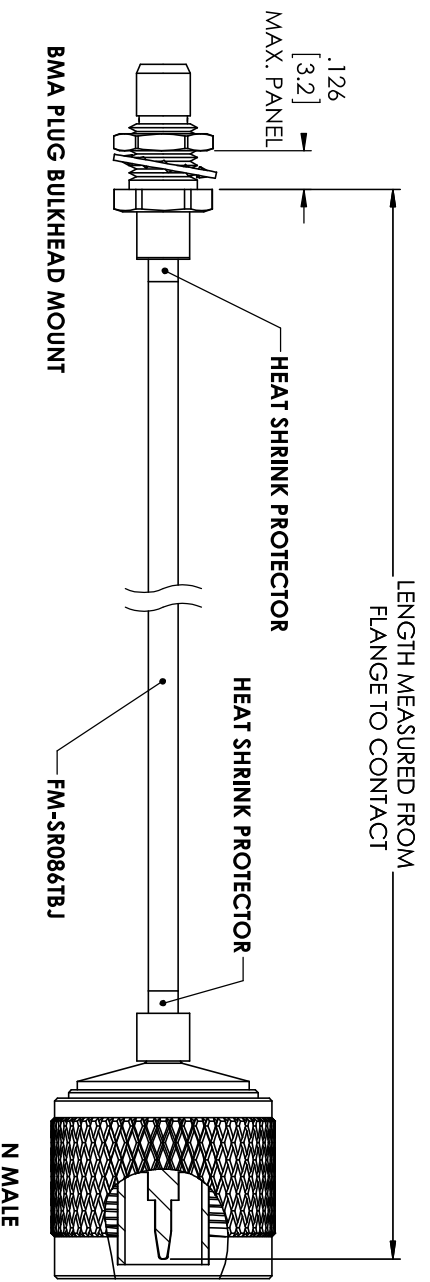 LENGTH MEASURED FROM
FLANGE TO CONTACT
.126
[3.2]
MAX. PANEL
HEAT SHRINK PROTECTOR
HEAT SHRINK PROTECTOR
BMA PLUG BULKHEAD MOUNT
FM-SR086TBJ
N MALE